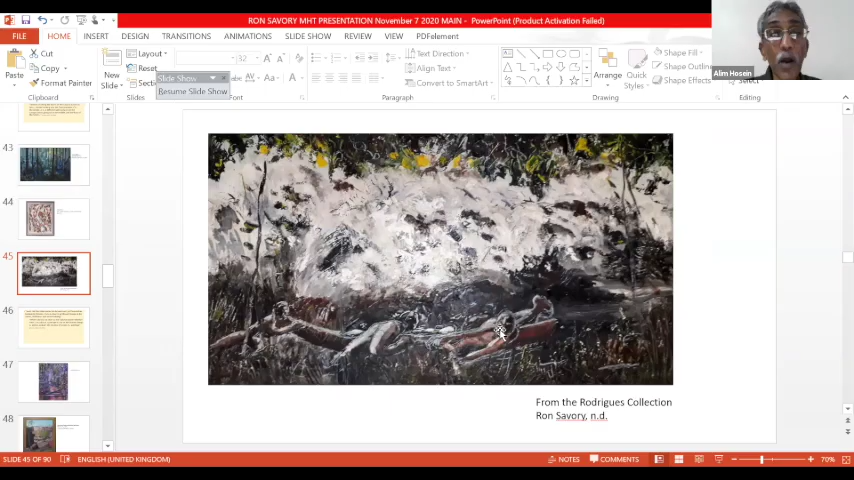 RON SAVORY MHT PRESENTATION November 7 2020 MAIN - PowerPoint (Product Activation Failed)
FILE HOME INSERT DESIGN TRANSITIONS ANIMATIONS SLIDE SHOW REVIEW VIEW PDFelement
Cut
Copy
Format Painter
Paste
Clipboard
New
Slide
Layout
Reset
Slides
Slide Show
Resume Slide Show
32
Font
Text Direction
Align Text
Convert to SmartArt
Paragraph
Arrange
Quick
Styles
Shape Fill
Shape Outline
Shape Effects
Drawing
Editing
Alim Hosein
43
44
45
46
47
48
From the Rodrigues Collection
Ron Savory, n.d.
SLIDE 45 OF 90 ENGLISH (UNITED KINGDOM) NOTES COMMENTS 70%